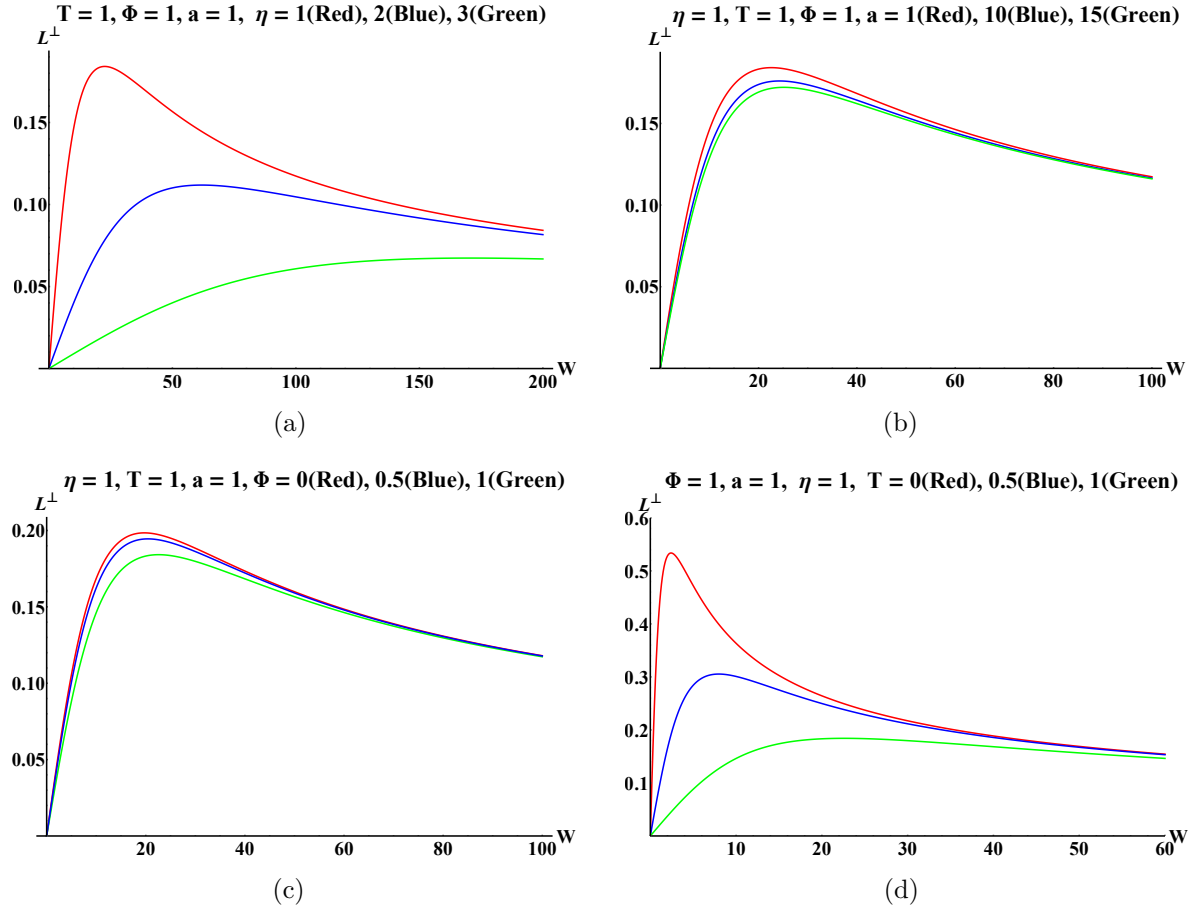 T = 1, Φ = 1, a = 1, η = 1(Red), 2(Blue), 3(Green)
L⊥
0.15
0.10
0.05
50 100 150 200 W
(a)
η = 1, T = 1, Φ = 1, a = 1(Red), 10(Blue), 15(Green)
L⊥
0.15
0.10
0.05
20 40 60 80 100 W
(b)
η = 1, T = 1, a = 1, Φ = 0(Red), 0.5(Blue), 1(Green)
L⊥
0.20
0.15
0.10
0.05
20 40 60 80 100 W
(c)
Φ = 1, a = 1, η = 1, T = 0(Red), 0.5(Blue), 1(Green)
L⊥
0.6
0.5
0.4
0.3
0.2
0.1
10 20 30 40 50 60 W
(d)